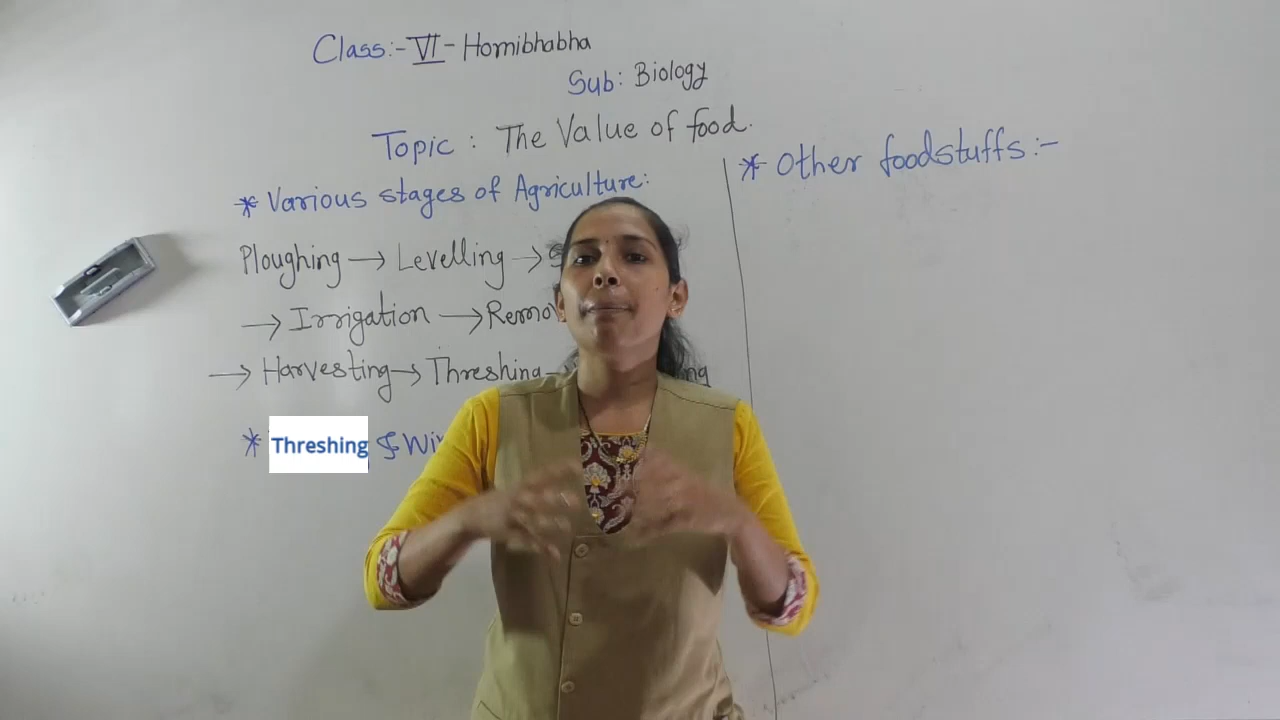 Class:- VI - Homibhabha
Sub: Biology
Topic : The Value of food.
* Various stages of Agriculture:
Ploughing → Levelling →
→ Irrigation →
→ Harvesting → Threshing
* Threshing & 
* Other foodstuffs :-